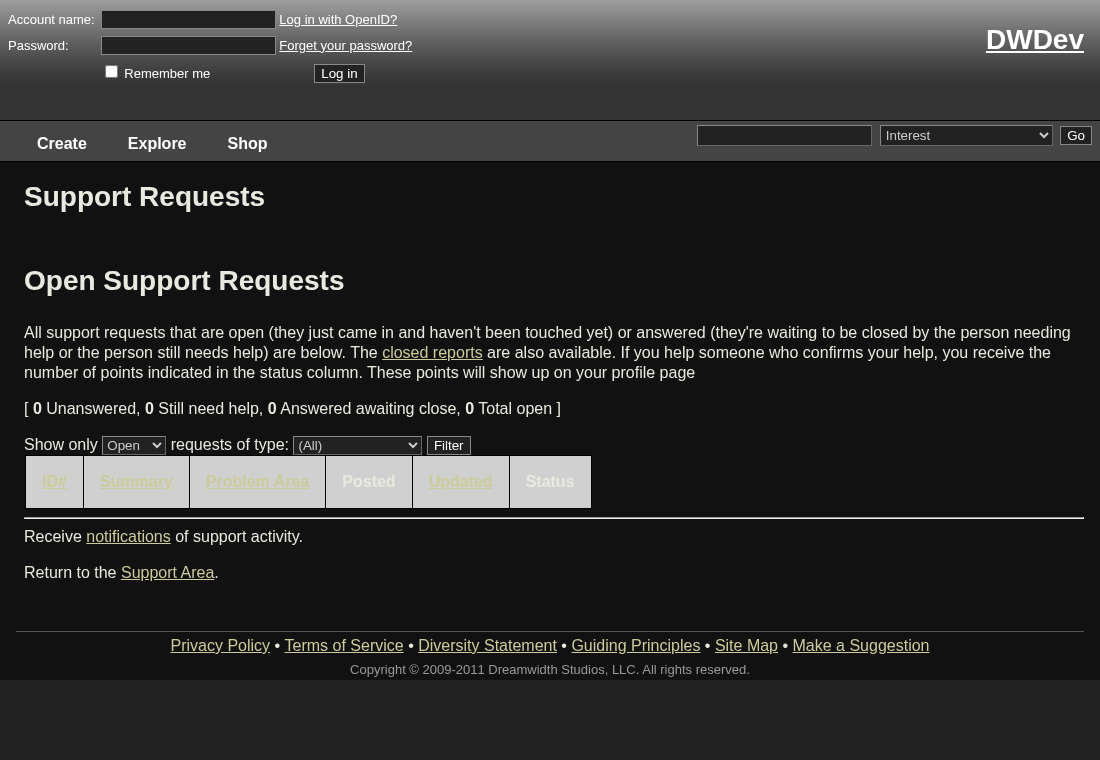 Account name: Log in with OpenID?
Password: Forget your password?
Remember me Log in
DWDev
Create Explore Shop Interest Go
Support Requests
Open Support Requests
All support requests that are open (they just came in and haven't been touched yet) or answered (they're waiting to be closed by the person needing
help or the person still needs help) are below. The closed reports are also available. If you help someone who confirms your help, you receive the
number of points indicated in the status column. These points will show up on your profile page
[ 0 Unanswered, 0 Still need help, 0 Answered awaiting close, 0 Total open ]
Show only Open requests of type: (All) Filter
ID# Summary Problem Area Posted Updated Status
Receive notifications of support activity.
Return to the Support Area.
Privacy Policy • Terms of Service • Diversity Statement • Guiding Principles • Site Map • Make a Suggestion
Copyright © 2009-2011 Dreamwidth Studios, LLC. All rights reserved.